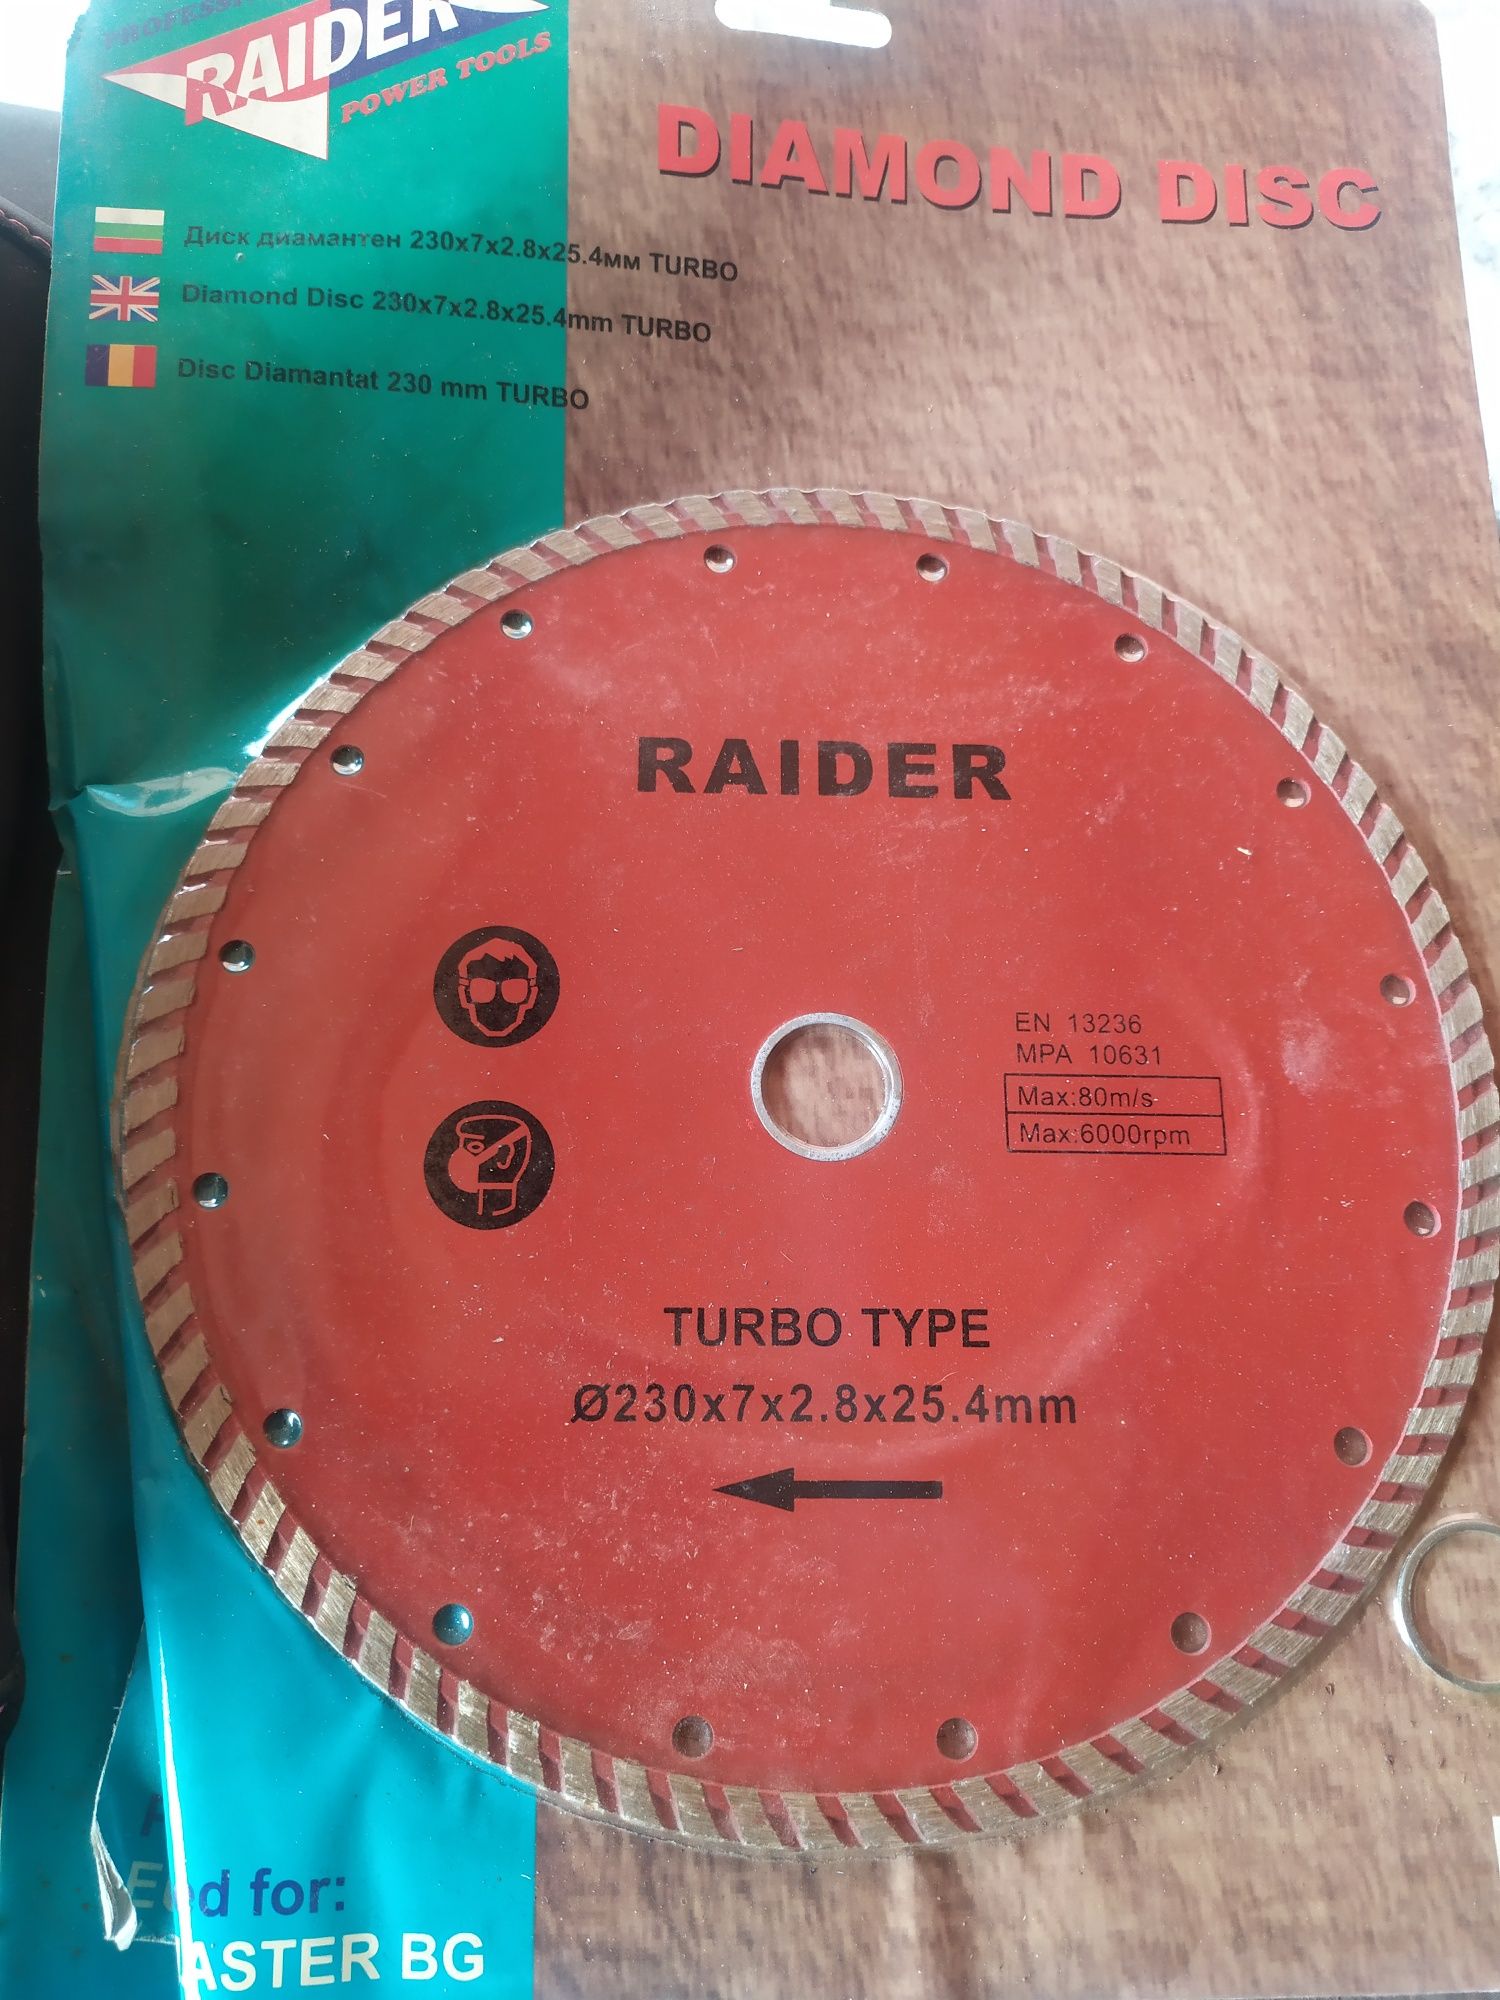 RAIDER
POWER TOOLS
DIAMOND DISC
Диск диамантен 230x7x2.8x25.4мм TURBO
Diamond Disc 230x7x2.8x25.4mm TURBO
Disc Diamantat 230 mm TURBO
RAIDER
EN 13236
MPA 10631
Max:80m/s
Max:6000rpm
TURBO TYPE
Ø230x7x2.8x25.4mm
for:
ASTER BG